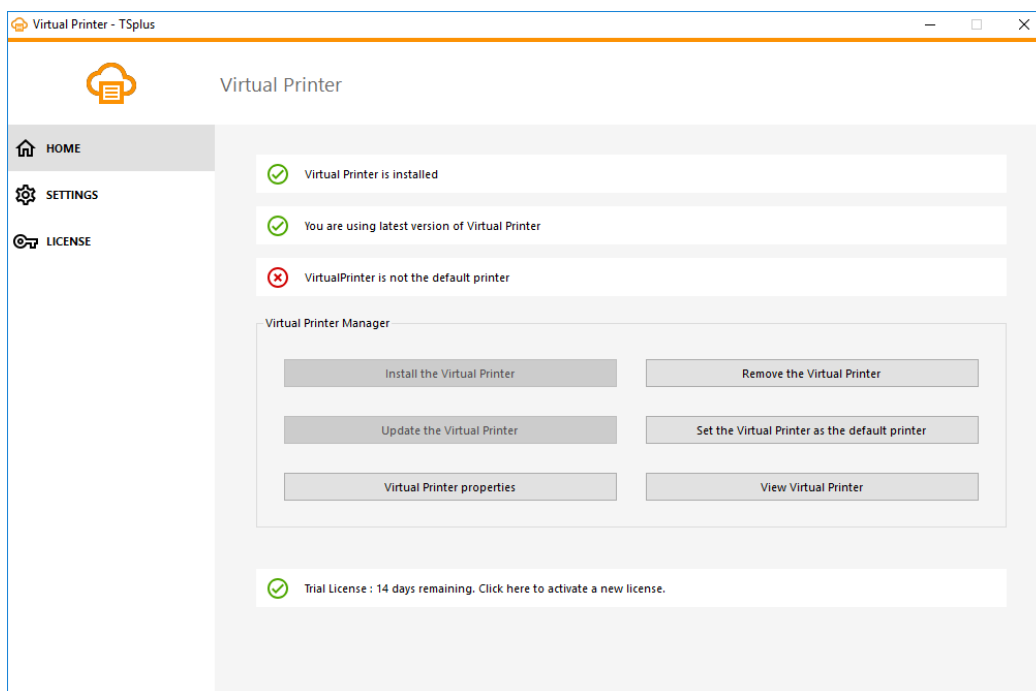 Virtual Printer - TSplus
Virtual Printer
HOME
SETTINGS
LICENSE
Virtual Printer is installed
You are using latest version of Virtual Printer
VirtualPrinter is not the default printer
Virtual Printer Manager
Install the Virtual Printer
Remove the Virtual Printer
Update the Virtual Printer
Set the Virtual Printer as the default printer
Virtual Printer properties
View Virtual Printer
Trial License : 14 days remaining. Click here to activate a new license.